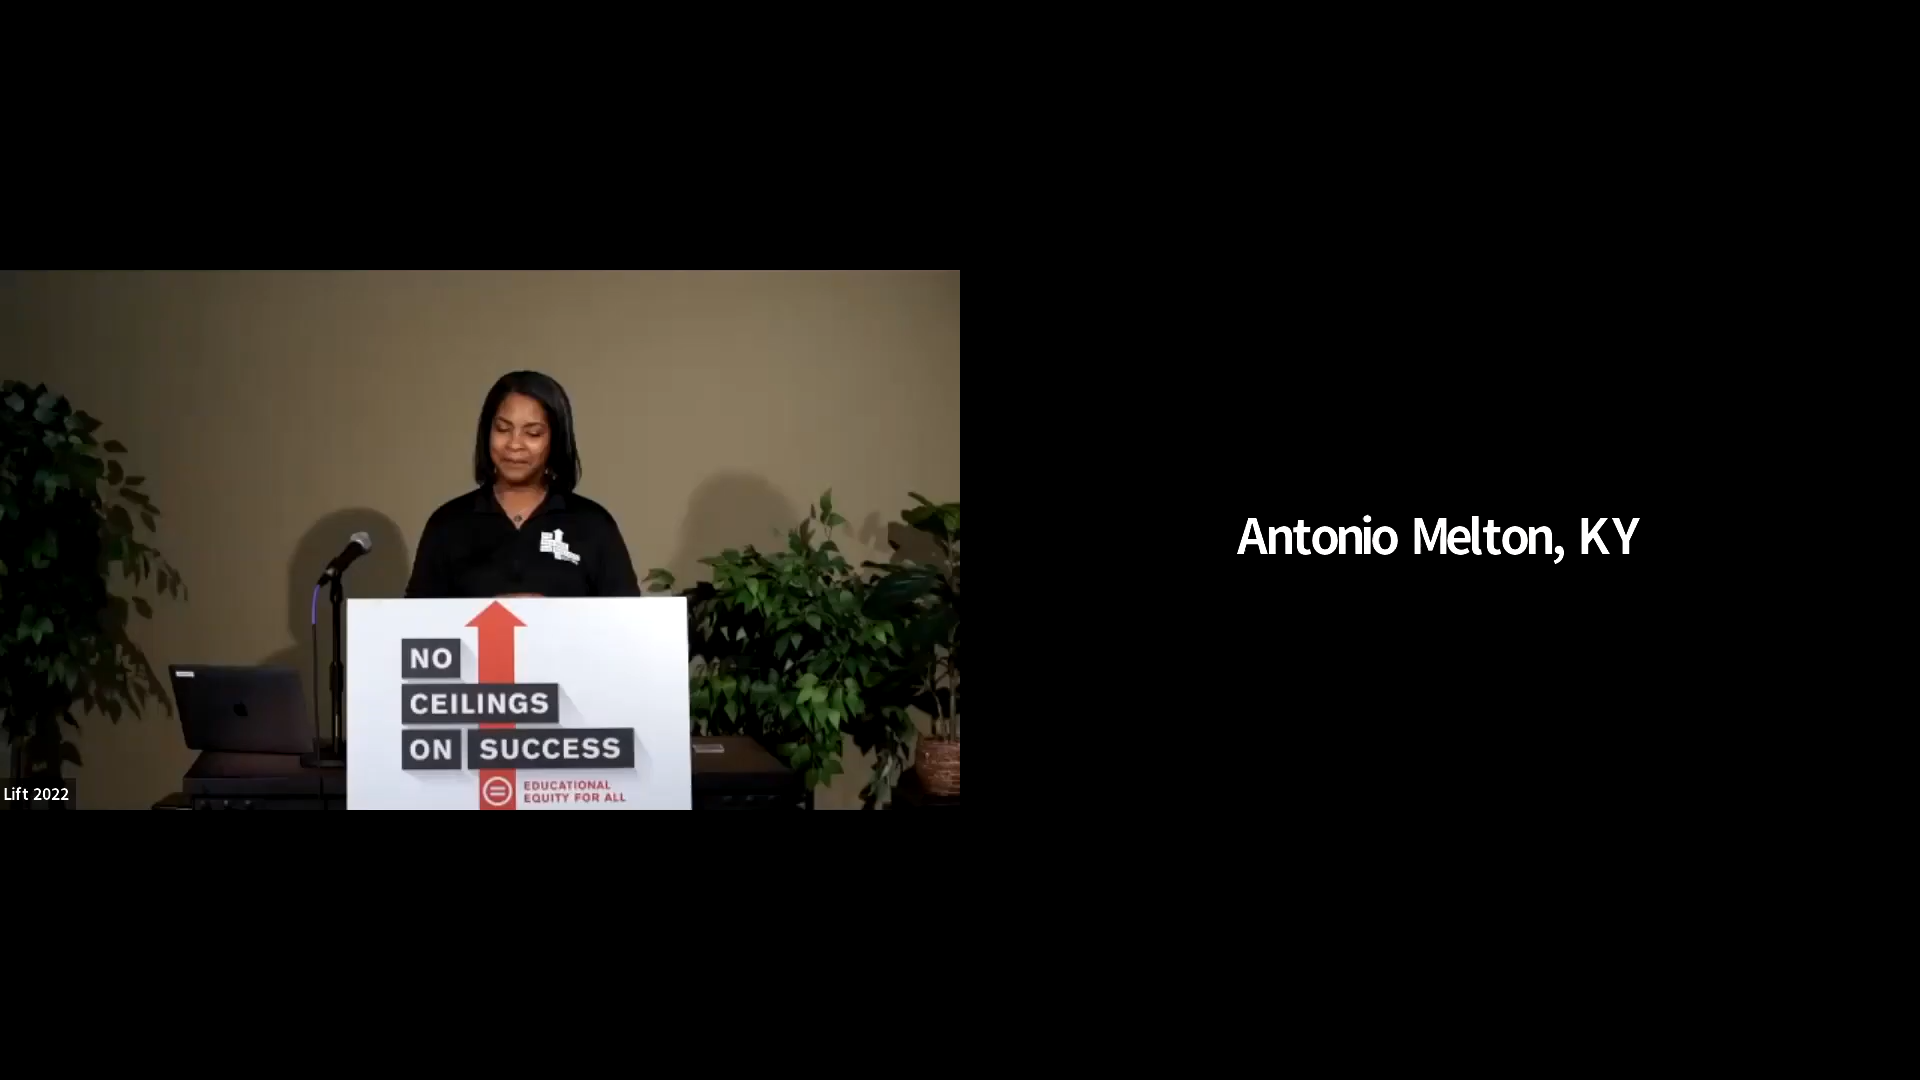 NO
CEILINGS
ON SUCCESS
EDUCATIONAL
EQUITY FOR ALL
Lift 2022
Antonio Melton, KY